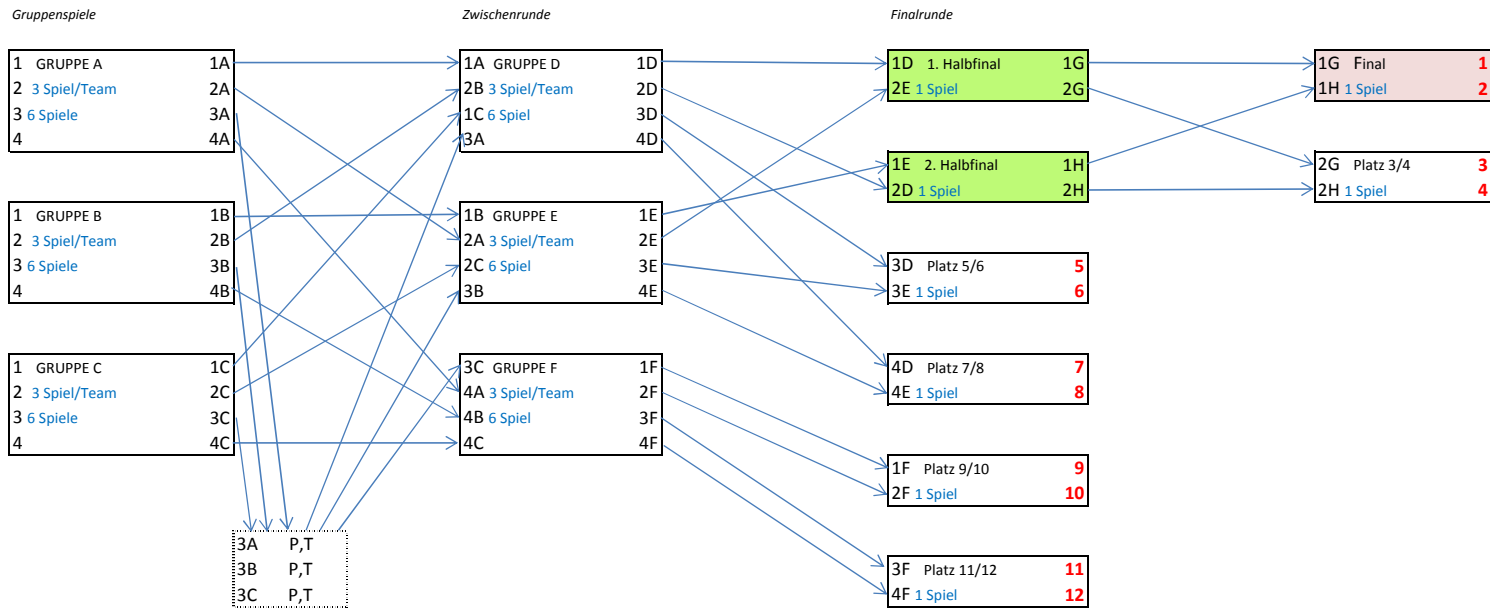 Gruppenspiele
Zwischenrunde
Finalrunde
1 GRUPPE A 1A
2 3 Spiel/Team 2A
3 6 Spiele 3A
4 4A
1 GRUPPE B 1B
2 3 Spiel/Team 2B
3 6 Spiele 3B
4 4B
1 GRUPPE C 1C
2 3 Spiel/Team 2C
3 6 Spiele 3C
4 4C
3A P,T
3B P,T
3C P,T
1A GRUPPE D 1D
2B 3 Spiel/Team 2D
1C 6 Spiel 3D
3A 4D
1B GRUPPE E 1E
2A 3 Spiel/Team 2E
2C 6 Spiel 3E
3B 4E
3C GRUPPE F 1F
4A 3 Spiel/Team 2F
4B 6 Spiel 3F
4C 4F
1D 1. Halbfinal 1G
2E 1 Spiel 2G
1E 2. Halbfinal 1H
2D 1 Spiel 2H
3D Platz 5/6 5
3E 1 Spiel 6
4D Platz 7/8 7
4E 1 Spiel 8
1F Platz 9/10 9
2F 1 Spiel 10
3F Platz 11/12 11
4F 1 Spiel 12
1G Final 1
1H 1 Spiel 2
2G Platz 3/4 3
2H 1 Spiel 4